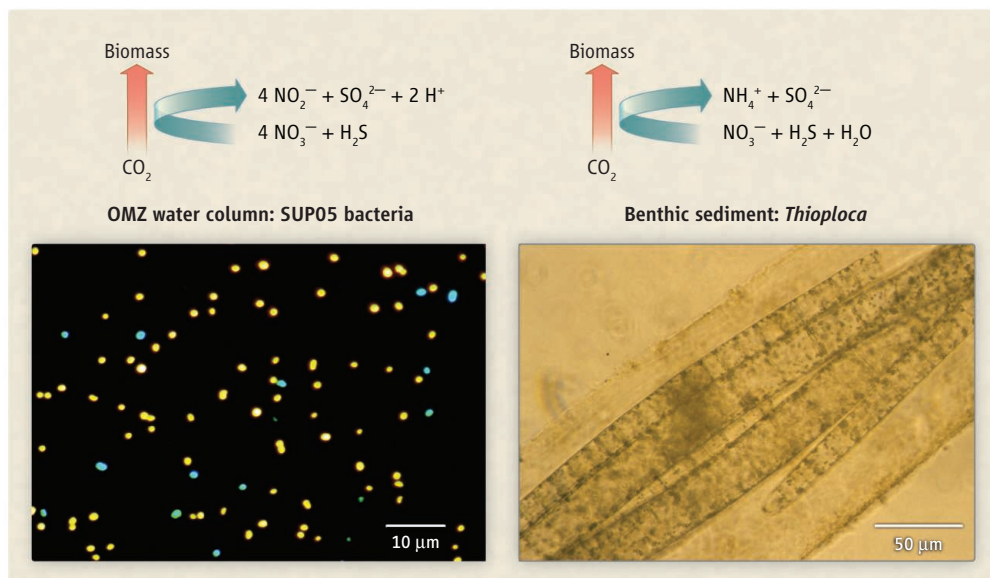 Biomass
4 NO₂⁻ + SO₄²⁻ + 2 H⁺
4 NO₃⁻ + H₂S
CO₂
OMZ water column: SUP05 bacteria
10 μm
Biomass
NH₄⁺ + SO₄²⁻
NO₃⁻ + H₂S + H₂O
CO₂
Benthic sediment: Thioploca
50 μm